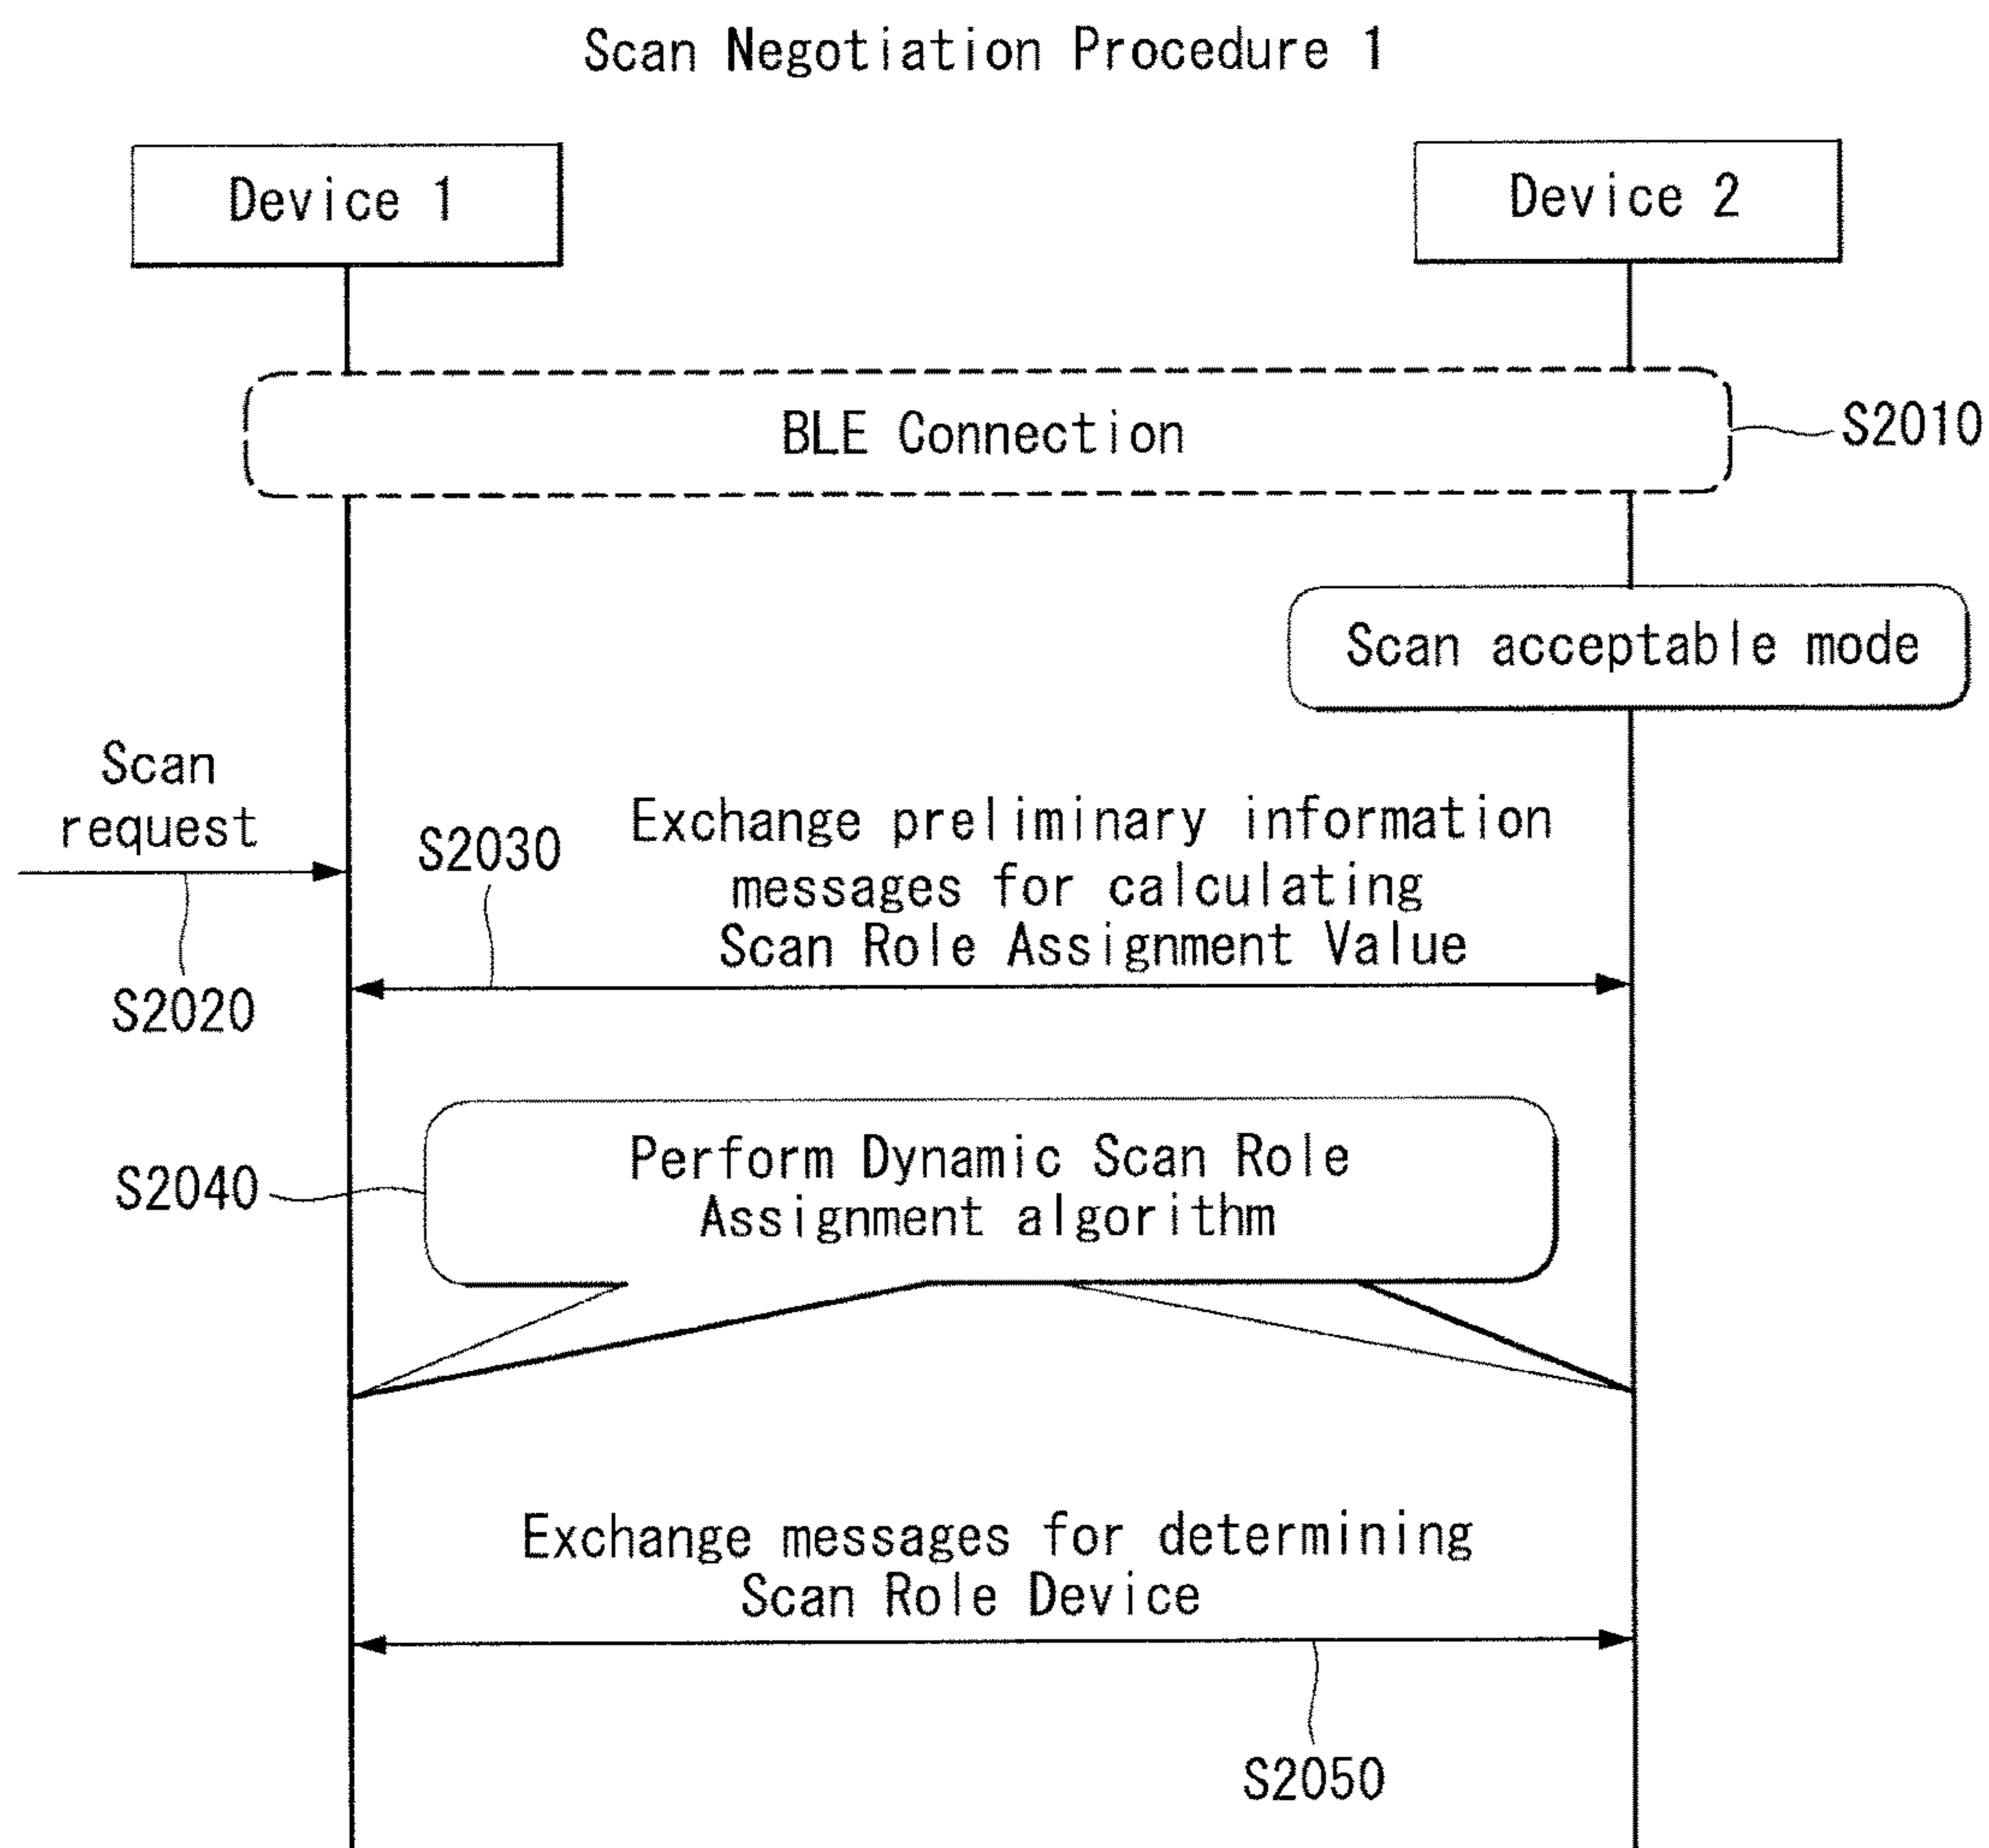 Scan Negotiation Procedure 1
Device 1
Device 2
BLE Connection
S2010
Scan acceptable mode
Scan
request
S2020
S2030
Exchange preliminary information
messages for calculating
Scan Role Assignment Value
S2040
Perform Dynamic Scan Role
Assignment algorithm
Exchange messages for determining
Scan Role Device
S2050